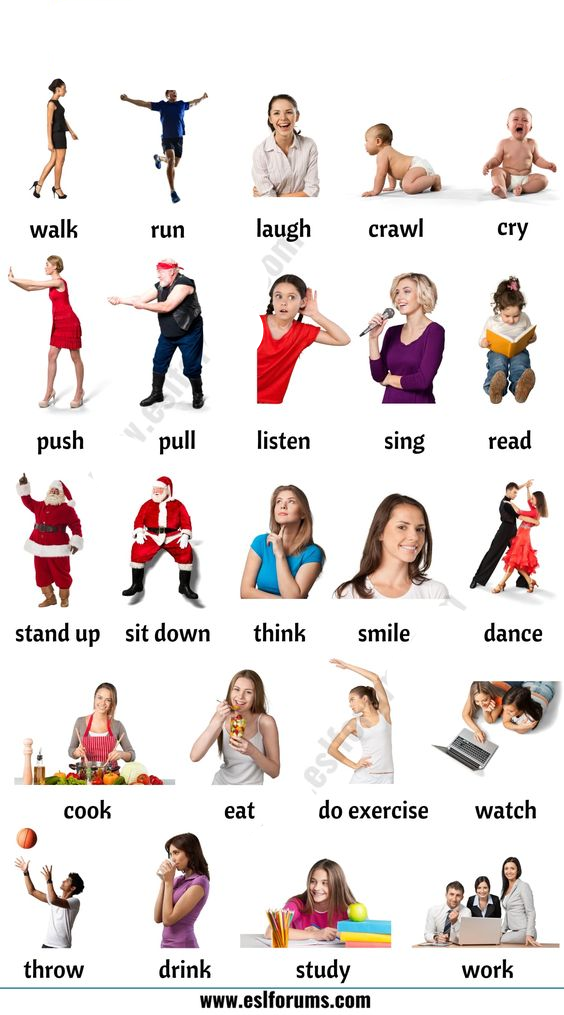 walk run laugh crawl cry
push pull listen sing read
stand up sit down think smile dance
cook eat do exercise watch
throw drink study work
www.eslforums.com